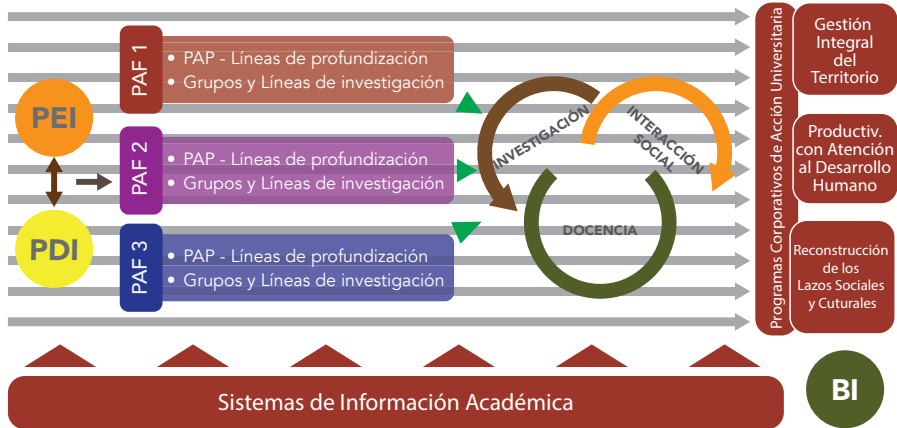 PEI
PDI
PAF 1
• PAP - Líneas de profundización
• Grupos y Líneas de investigación
PAF 2
• PAP - Líneas de profundización
• Grupos y Líneas de investigación
PAF 3
• PAP - Líneas de profundización
• Grupos y Líneas de investigación
INVESTIGACIÓN
INTERACCIÓN
SOCIAL
DOCENCIA
Programas Corporativos de Acción Universitaria
Gestión
Integral
del
Territorio
Productiv.
con Atención
al Desarrollo
Humano
Reconstrucción
de los
Lazos Sociales
y Cuturales
Sistemas de Información Académica
BI